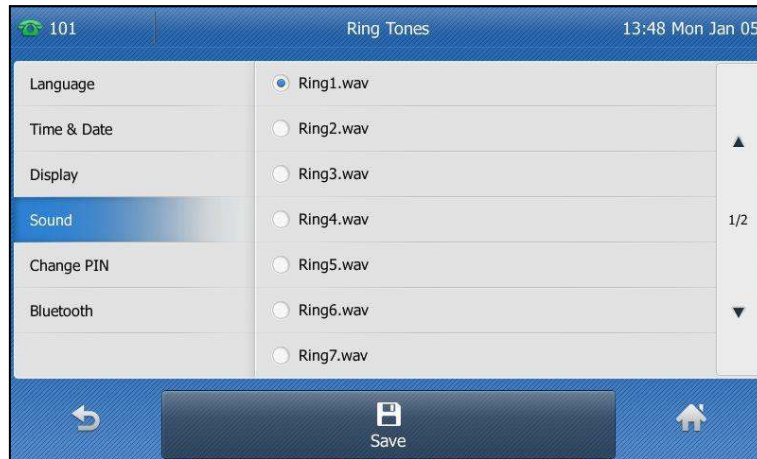 101 Ring Tones 13:48 Mon Jan 05
Language
Time & Date
Display
Sound
Change PIN
Bluetooth
Ring1.wav
Ring2.wav
Ring3.wav
Ring4.wav
Ring5.wav
Ring6.wav
Ring7.wav
1/2
Save